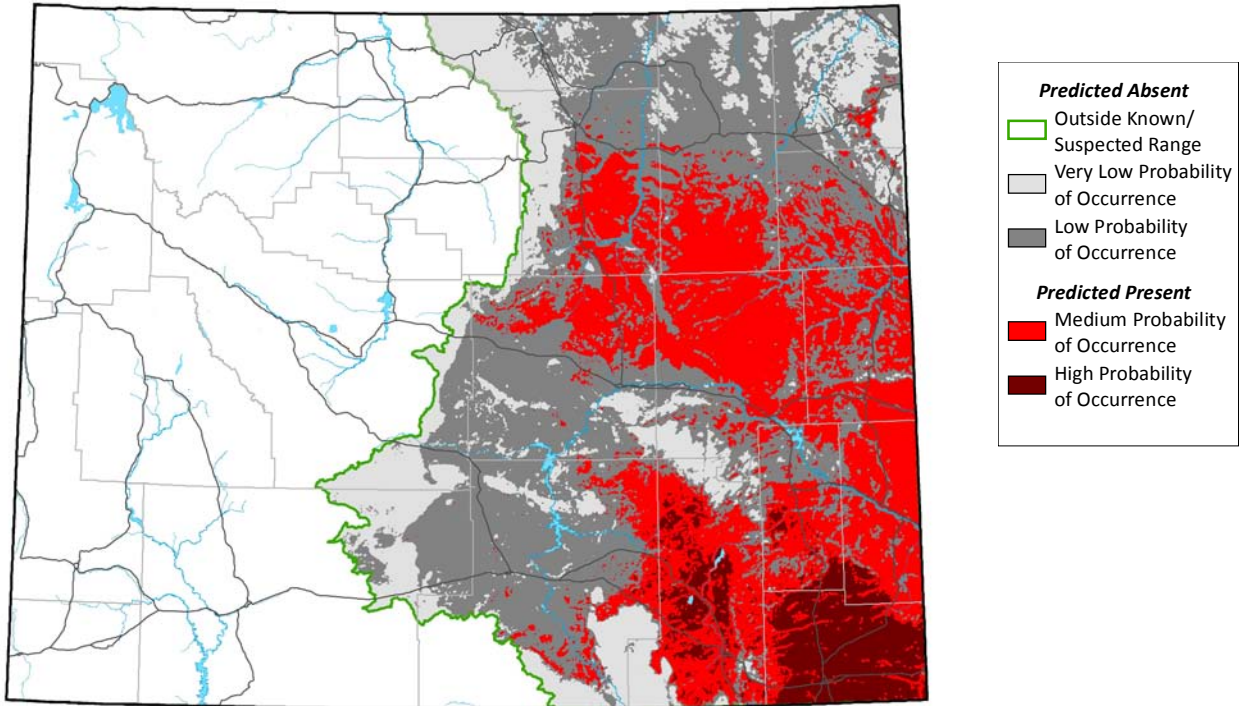 Predicted Absent
Outside Known/
Suspected Range
Very Low Probability
of Occurrence
Low Probability
of Occurrence
Predicted Present
Medium Probability
of Occurrence
High Probability
of Occurrence